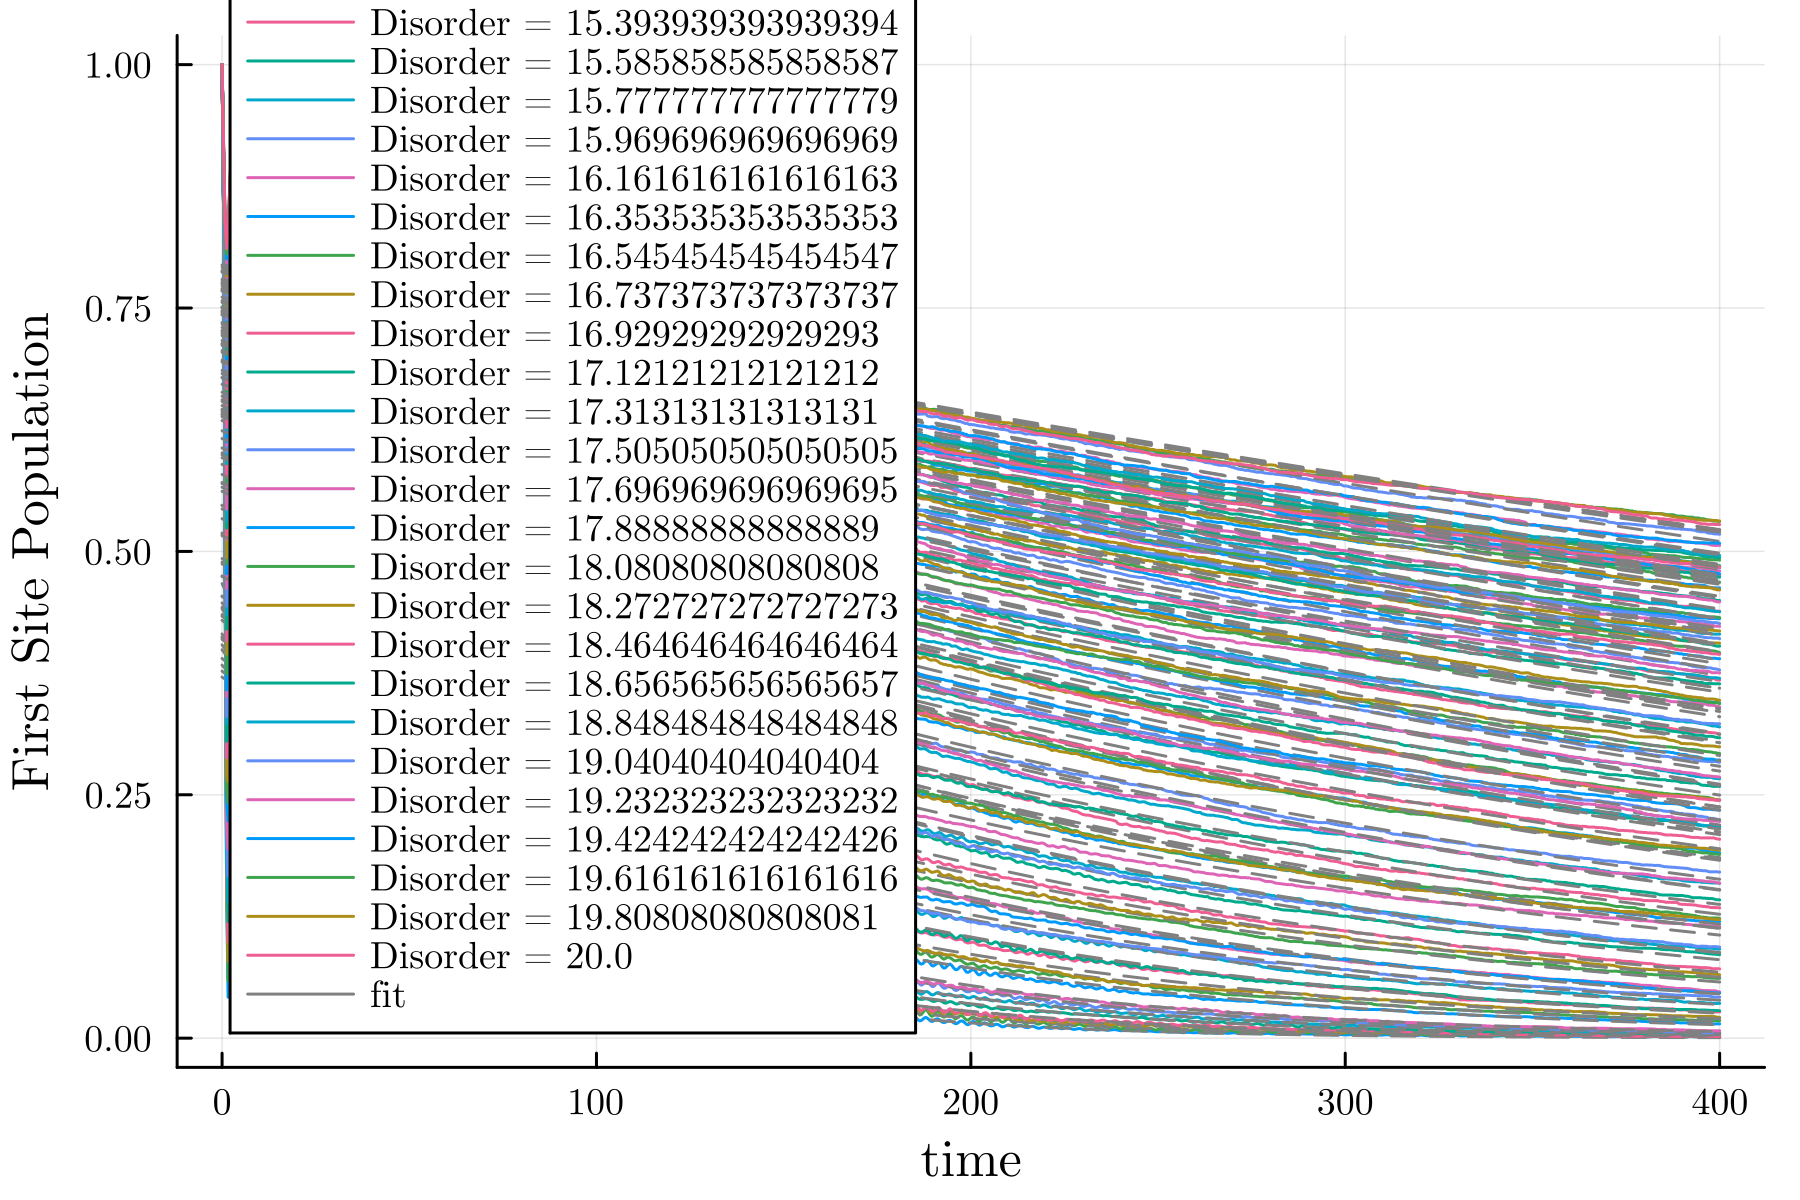 Disorder = 15.393939393939394
Disorder = 15.585858585858587
Disorder = 15.777777777777779
Disorder = 15.969696969696969
Disorder = 16.161616161616163
Disorder = 16.353535353535353
Disorder = 16.545454545454547
Disorder = 16.737373737373737
Disorder = 16.92929292929293
Disorder = 17.12121212121212
Disorder = 17.31313131313131
Disorder = 17.505050505050505
Disorder = 17.696969696969695
Disorder = 17.88888888888889
Disorder = 18.08080808080808
Disorder = 18.272727272727273
Disorder = 18.464646464646464
Disorder = 18.656565656565657
Disorder = 18.848484848484848
Disorder = 19.04040404040404
Disorder = 19.232323232323232
Disorder = 19.424242424242426
Disorder = 19.616161616161616
Disorder = 19.80808080808081
Disorder = 20.0
fit
First Site Population
1.00
0.75
0.50
0.25
0.00
0
100
200
300
400
time